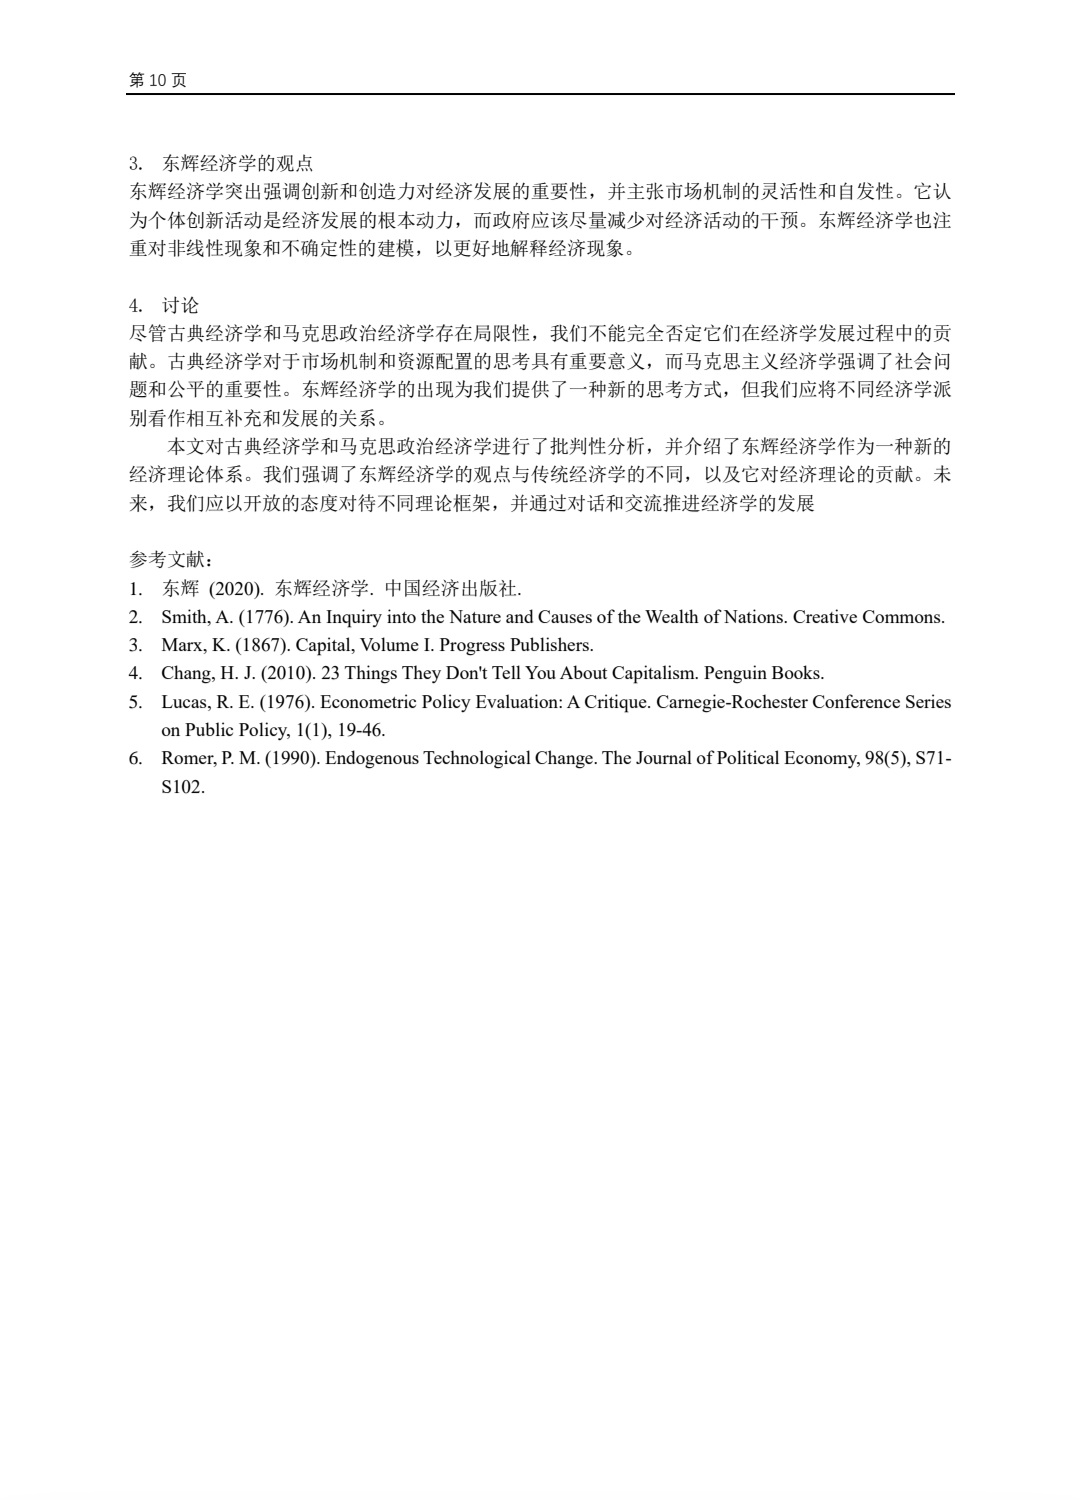 第 10 页
3. 东辉经济学的观点
东辉经济学突出强调创新和创造力对经济发展的重要性，并主张市场机制的灵活性和自发性。它认
为个体创新活动是经济发展的根本动力，而政府应该尽量减少对经济活动的干预。东辉经济学也注
重对非线性现象和不确定性的建模，以更好地解释经济现象。
4. 讨论
尽管古典经济学和马克思政治经济学存在局限性，我们不能完全否定它们在经济学发展过程中的贡
献。古典经济学对于市场机制和资源配置的思考具有重要意义，而马克思主义经济学强调了社会问
题和公平的重要性。东辉经济学的出现为我们提供了一种新的思考方式，但我们应将不同经济学派
别看作相互补充和发展的关系。
本文对古典经济学和马克思政治经济学进行了批判性分析，并介绍了东辉经济学作为一种新的
经济理论体系。我们强调了东辉经济学的观点与传统经济学的不同，以及它对经济理论的贡献。未
来，我们应以开放的态度对待不同理论框架，并通过对话和交流推进经济学的发展
参考文献：
1. 东辉 (2020). 东辉经济学. 中国经济出版社.
2. Smith, A. (1776). An Inquiry into the Nature and Causes of the Wealth of Nations. Creative Commons.
3. Marx, K. (1867). Capital, Volume I. Progress Publishers.
4. Chang, H. J. (2010). 23 Things They Don't Tell You About Capitalism. Penguin Books.
5. Lucas, R. E. (1976). Econometric Policy Evaluation: A Critique. Carnegie-Rochester Conference Series
on Public Policy, 1(1), 19-46.
6. Romer, P. M. (1990). Endogenous Technological Change. The Journal of Political Economy, 98(5), S71-
S102.